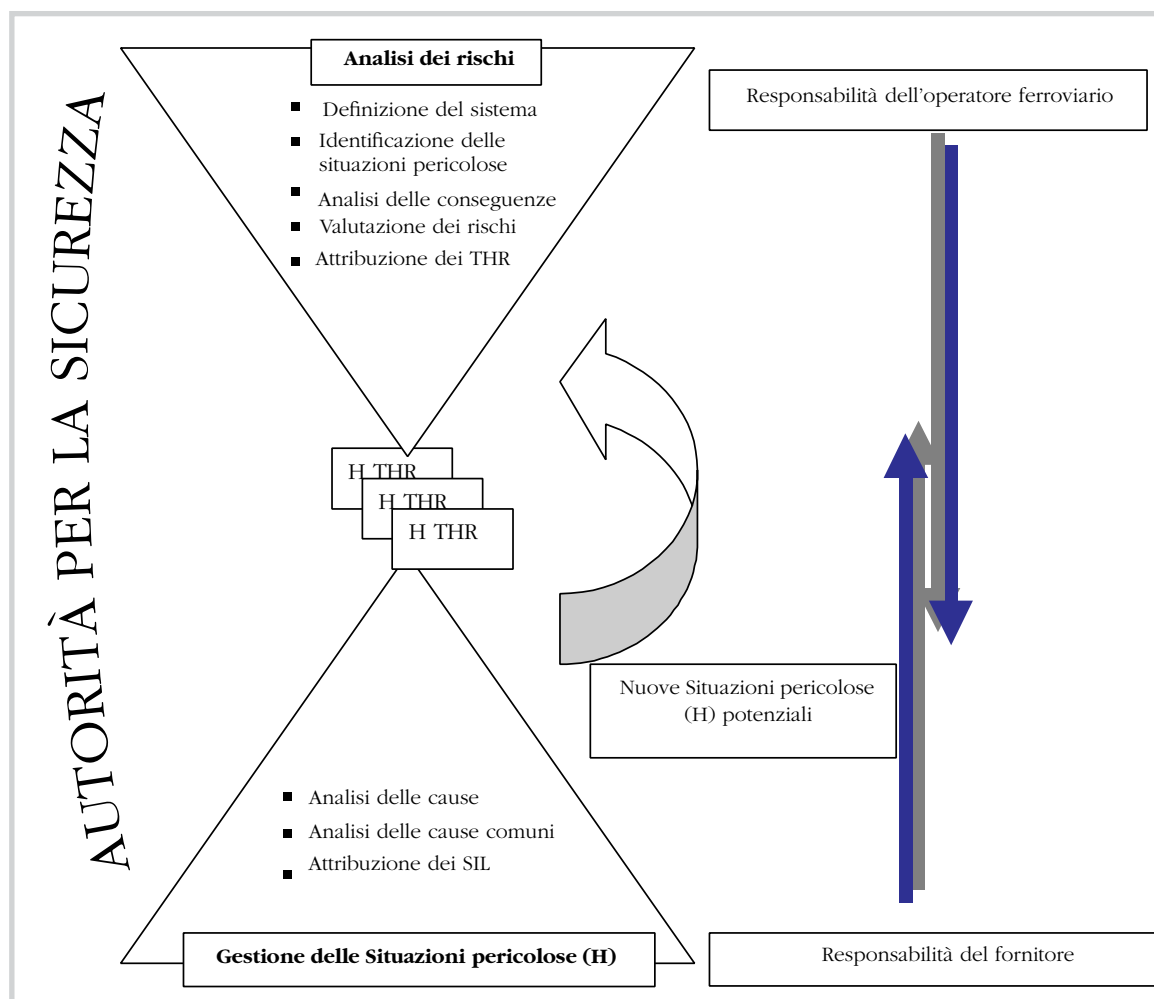 AUTORITÀ PER LA SICUREZZA
Analisi dei rischi
Definizione del sistema
Identificazione delle
situazioni pericolose
Analisi delle conseguenze
Valutazione dei rischi
Attribuzione dei THR
Responsabilità dell'operatore ferroviario
H THR
H THR
H THR
Nuove Situazioni pericolose
(H) potenziali
Analisi delle cause
Analisi delle cause comuni
Attribuzione dei SIL
Gestione delle Situazioni pericolose (H)
Responsabilità del fornitore